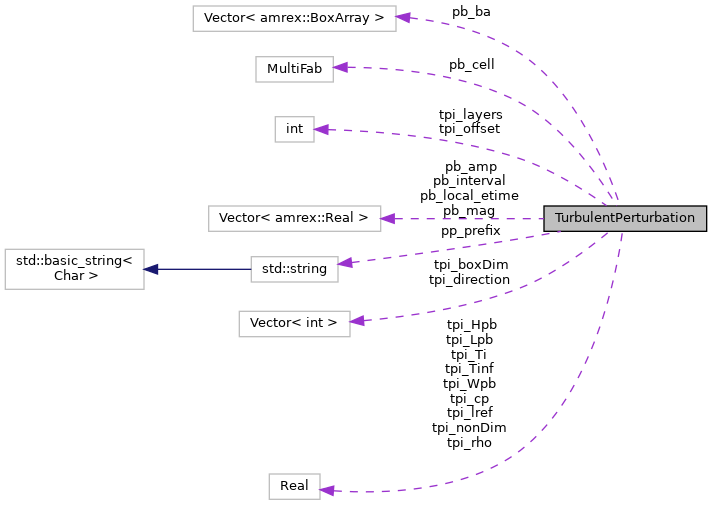 Vector< amrex::BoxArray >
pb_ba
MultiFab
pb_cell
int
tpi_layers
tpi_offset
pb_amp
pb_interval
pb_local_etime
pb_mag
Vector< amrex::Real >
TurbulentPerturbation
pp_prefix
std::basic_string<
Char >
std::string
tpi_boxDim
tpi_direction
Vector< int >
tpi_Hpb
tpi_Lpb
tpi_Ti
tpi_Tinf
tpi_Wpb
tpi_cp
tpi_lref
tpi_nonDim
tpi_rho
Real